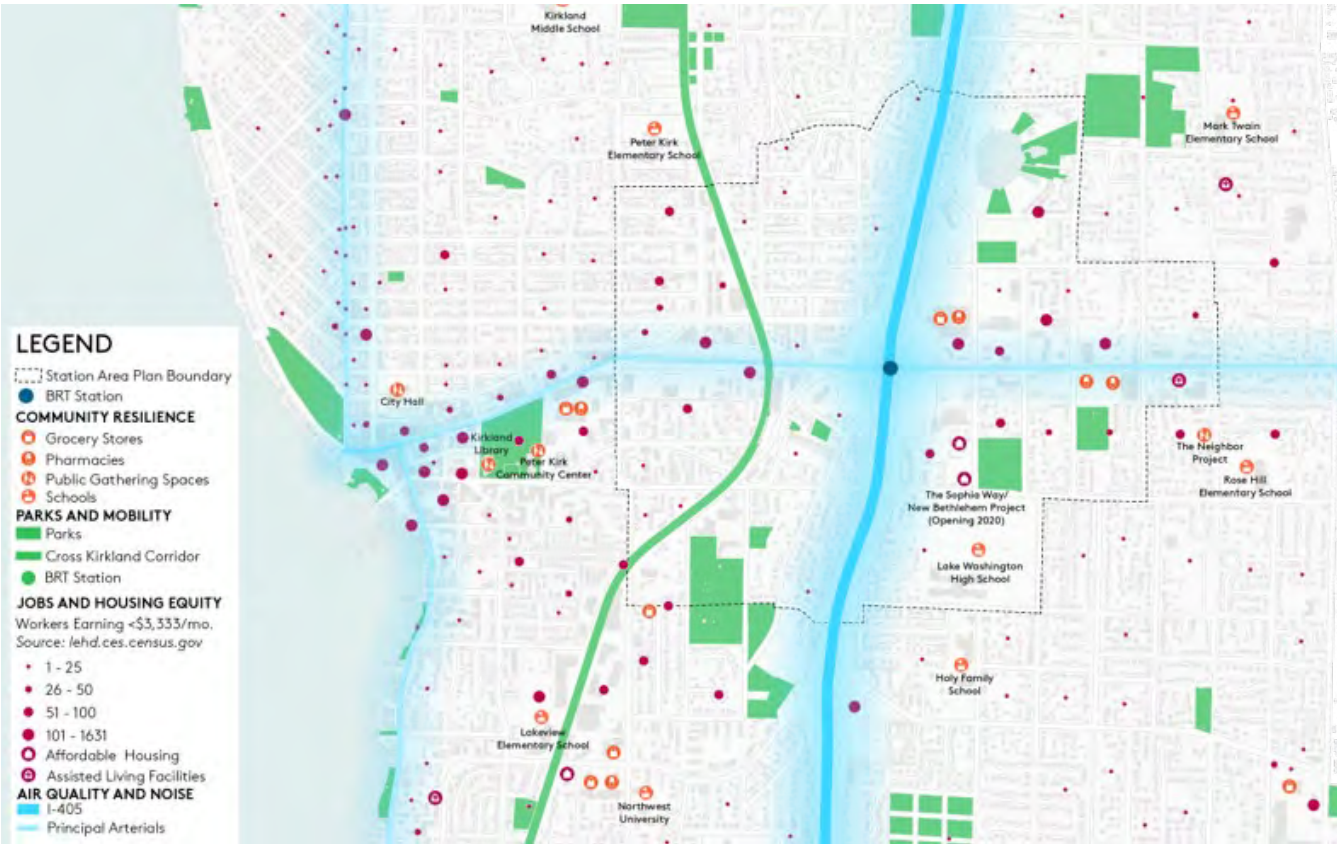 Kirkland
Middle School
Peter Kirk
Elementary School
Mark Twain
Elementary School
City Hall
Kirkland
Library
Peter Kirk
Community Center
The Neighbor
Project
Rose Hill
Elementary School
The Sophia Way/
New Bethlehem Project
(Opening 2020)
Lake Washington
High School
Holy Family
School
Lakeview
Elementary School
Northwest
University
LEGEND
Station Area Plan Boundary
BRT Station
COMMUNITY RESILIENCE
Grocery Stores
Pharmacies
Public Gathering Spaces
Schools
PARKS AND MOBILITY
Parks
Cross Kirkland Corridor
BRT Station
JOBS AND HOUSING EQUITY
Workers Earning <$3,333/mo.
Source: lehd.ces.census.gov
1 - 25
26 - 50
51 - 100
101 - 1631
Affordable Housing
Assisted Living Facilities
AIR QUALITY AND NOISE
I-405
Principal Arterials